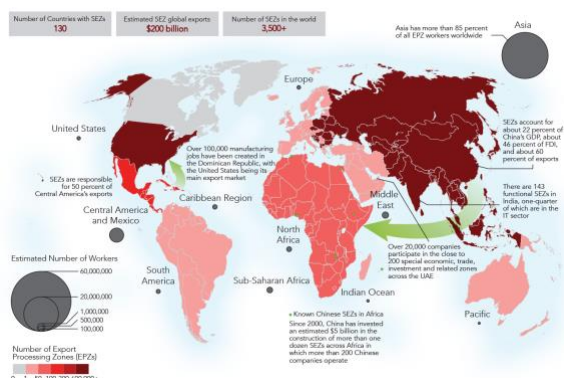 Number of Countries with SEZs
130
Estimated SEZ global exports
$200 billion
Number of SEZs in the world
3,500+
Asia has more than 85 percent
of all EPZ workers worldwide
Asia
Europe
United States
Over 100,000 manufacturing
jobs have been created in
the Dominican Republic, with
the United States being its
main export market
SEZs account for
about 22 percent of
China's GDP, about
46 percent of FDI,
and about 60
percent of exports
SEZs are responsible
for 50 percent of
Central America's exports
Caribbean Region
Middle
East
There are 143
functional SEZs in
India, one-quarter
of which are in the
IT sector
Central America
and Mexico
North
Africa
Over 20,000 companies
participate in the close to
200 special economic, trade,
investment and related zones
across the UAE
Estimated Number of Workers
40,000,000
20,000,000
1,000,000
500,000
100,000
South
America
Sub-Saharan Africa
Indian Ocean
Pacific
Known Chinese SEZs in Africa
Since 2000, China has invested
an estimated $5 billion in the
construction of more than one
dozen SEZs across Africa in
which more than 200 Chinese
companies operate
Number of Export
Processing Zones (EPZs)